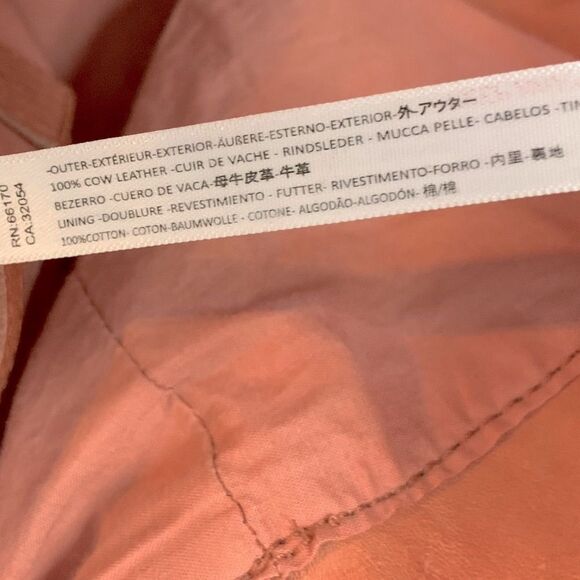 RN:66170
CA:32054
-OUTER-EXTÉRIEUR-EXTERIOR-ÄUßERE-ESTERNO-EXTERIOR-外-アウター
100% COW LEATHER -CUIR DE VACHE - RINDSLEDER - MUCCA PELLE- CABELOS -TIN
BEZERRO -CUERO DE VACA-母牛皮革-牛革
LINING -DOUBLURE -REVESTIMIENTO - FUTTER- RIVESTIMENTO-FORRO -内里-裏地
100%COTTON- COTON-BAUMWOLLE - COTONE- ALGODÃO-ALGODÓN- 棉/棉